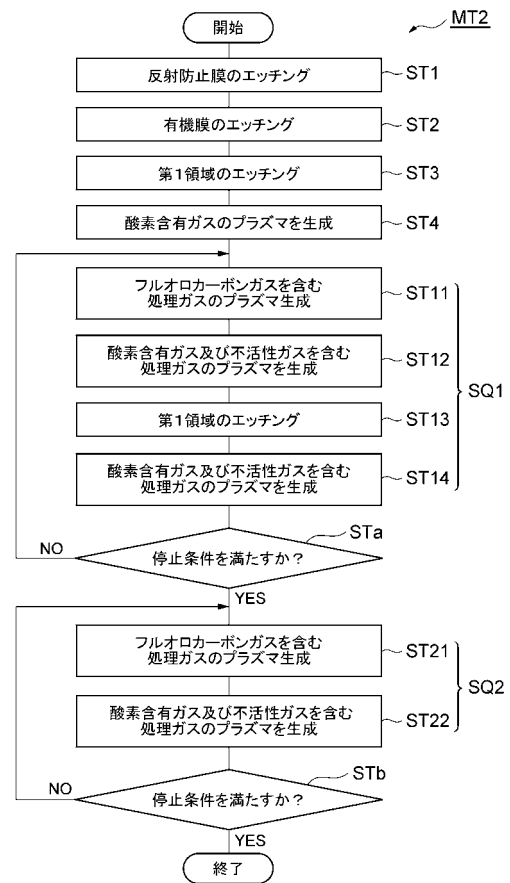 開始
MT2
反射防止膜のエッチング
ST1
有機膜のエッチング
ST2
第1領域のエッチング
ST3
酸素含有ガスのプラズマを生成
ST4
フルオロカーボンガスを含む
処理ガスのプラズマ生成
ST11
酸素含有ガス及び不活性ガスを含む
処理ガスのプラズマを生成
ST12
SQ1
第1領域のエッチング
ST13
酸素含有ガス及び不活性ガスを含む
処理ガスのプラズマを生成
ST14
STa
NO
停止条件を満たすか？
YES
フルオロカーボンガスを含む
処理ガスのプラズマ生成
ST21
SQ2
酸素含有ガス及び不活性ガスを含む
処理ガスのプラズマを生成
ST22
STb
NO
停止条件を満たすか？
YES
終了